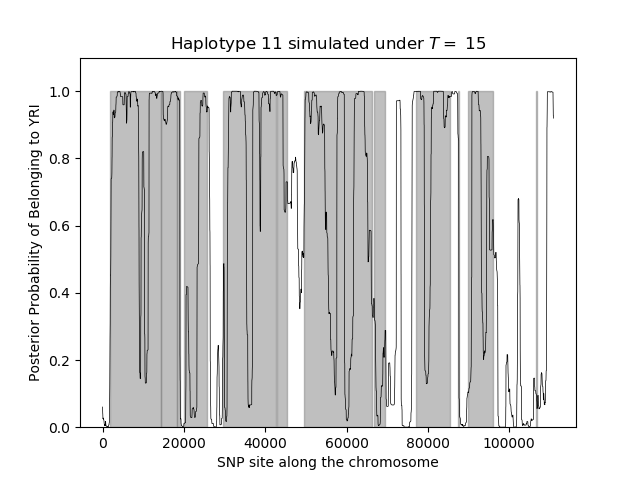 Haplotype 11 simulated under T = 15
Posterior Probability of Belonging to YRI
1.0
0.8
0.6
0.4
0.2
0.0
0 20000 40000 60000 80000 100000
SNP site along the chromosome